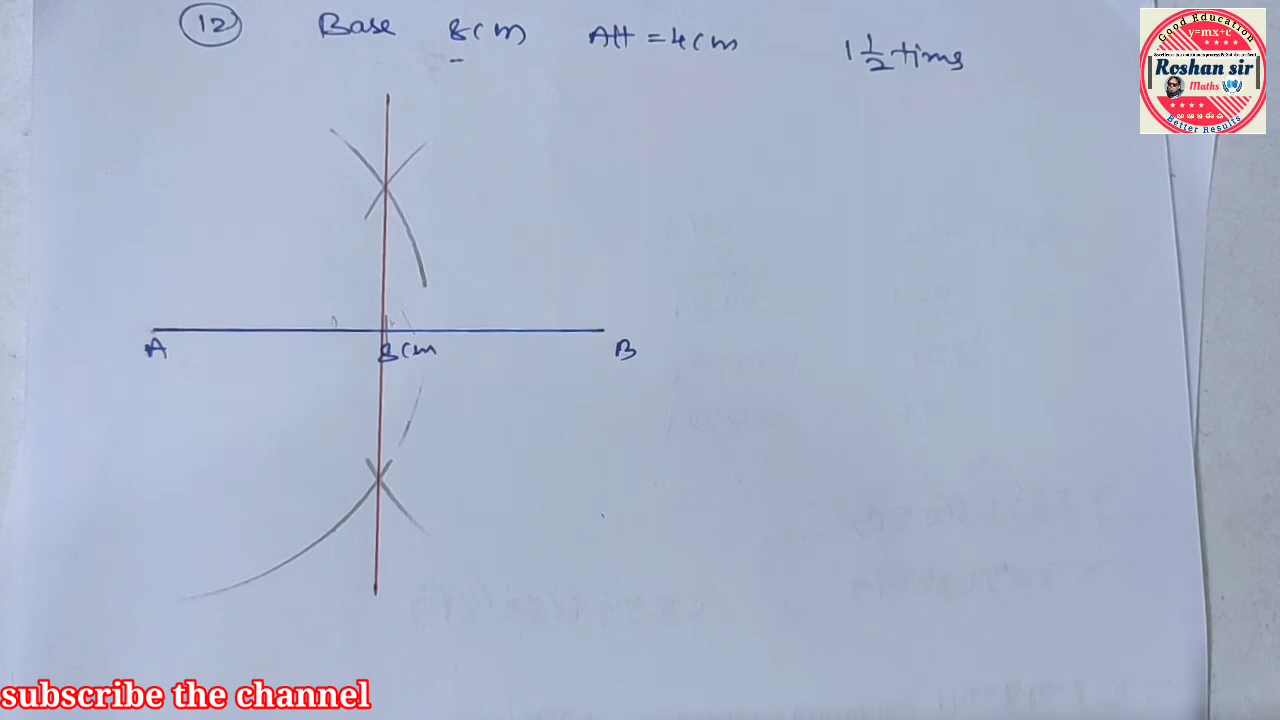 12 Base 8cm Alt = 4cm 1 1/2 times
A 8cm B
Good Education
y=mx+c
Roshan sir
Maths
Better Results
subscribe the channel